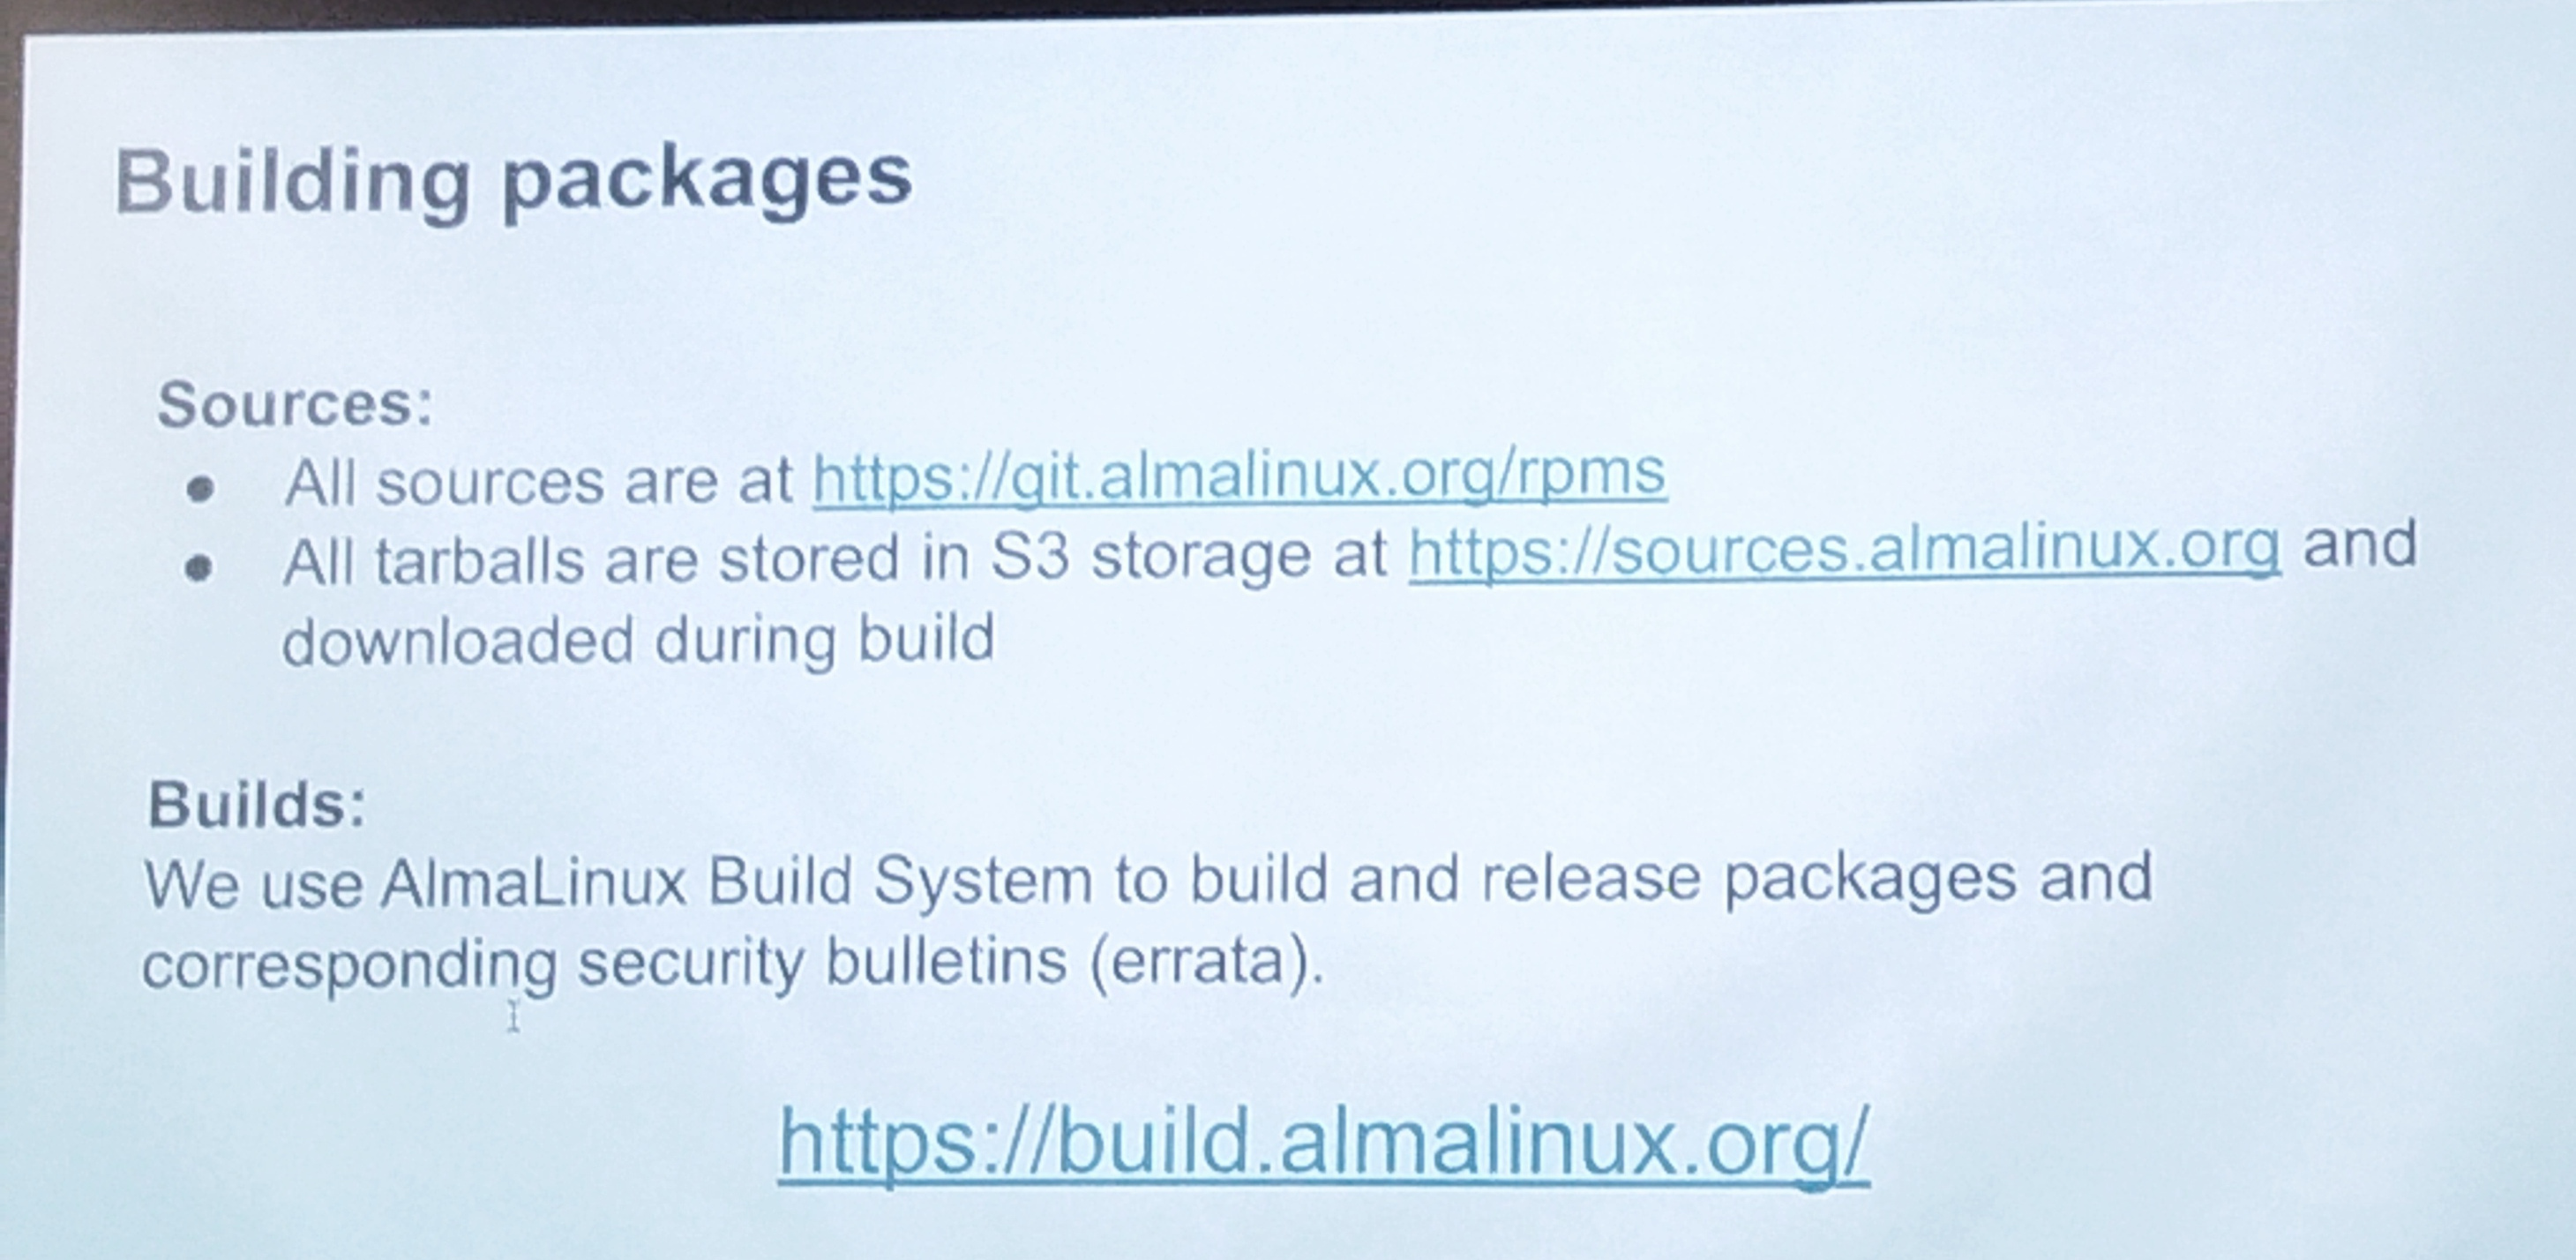 Building packages
Sources:
● All sources are at https://git.almalinux.org/rpms
● All tarballs are stored in S3 storage at https://sources.almalinux.org and
downloaded during build
Builds:
We use AlmaLinux Build System to build and release packages and
corresponding security bulletins (errata).
https://build.almalinux.org/